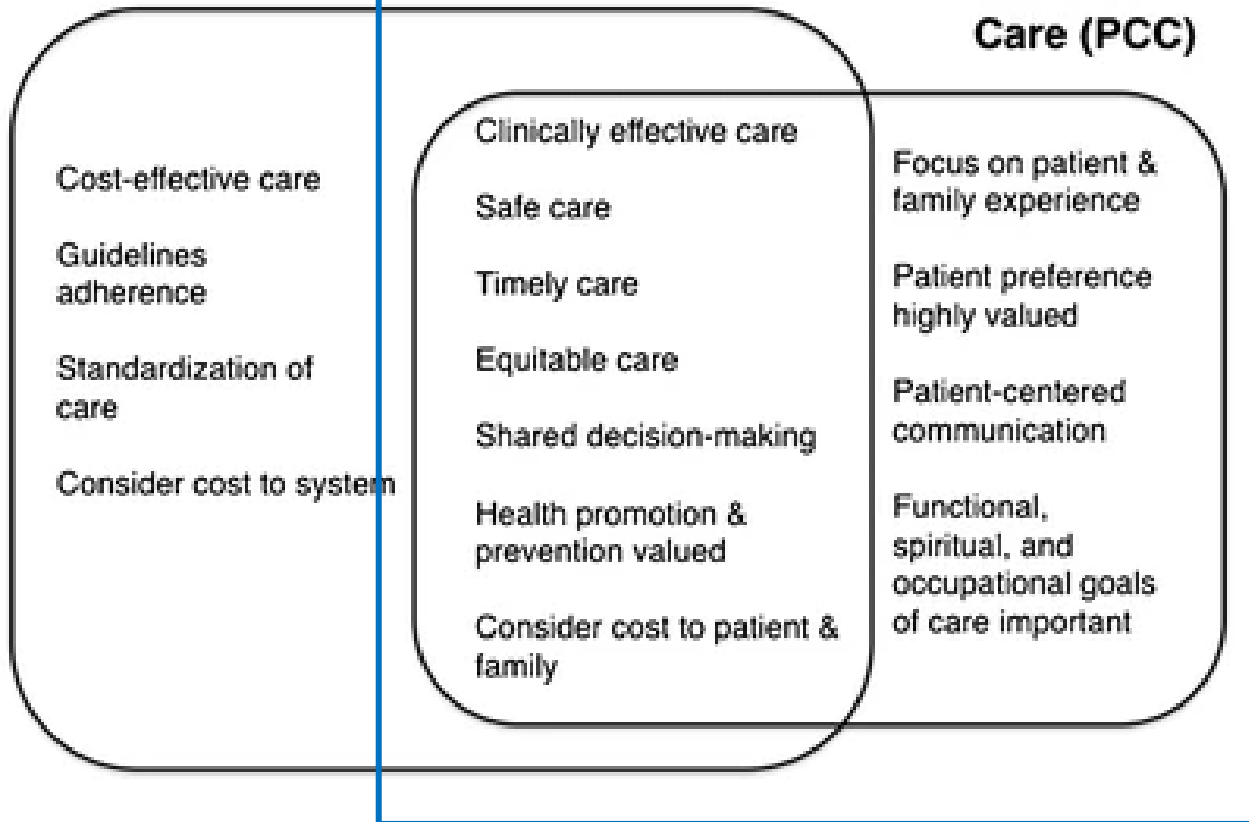 Care (PCC)
Cost-effective care
Guidelines
adherence
Standardization of
care
Consider cost to system
Clinically effective care
Safe care
Timely care
Equitable care
Shared decision-making
Health promotion &
prevention valued
Consider cost to patient &
family
Focus on patient &
family experience
Patient preference
highly valued
Patient-centered
communication
Functional,
spiritual, and
occupational goals
of care important